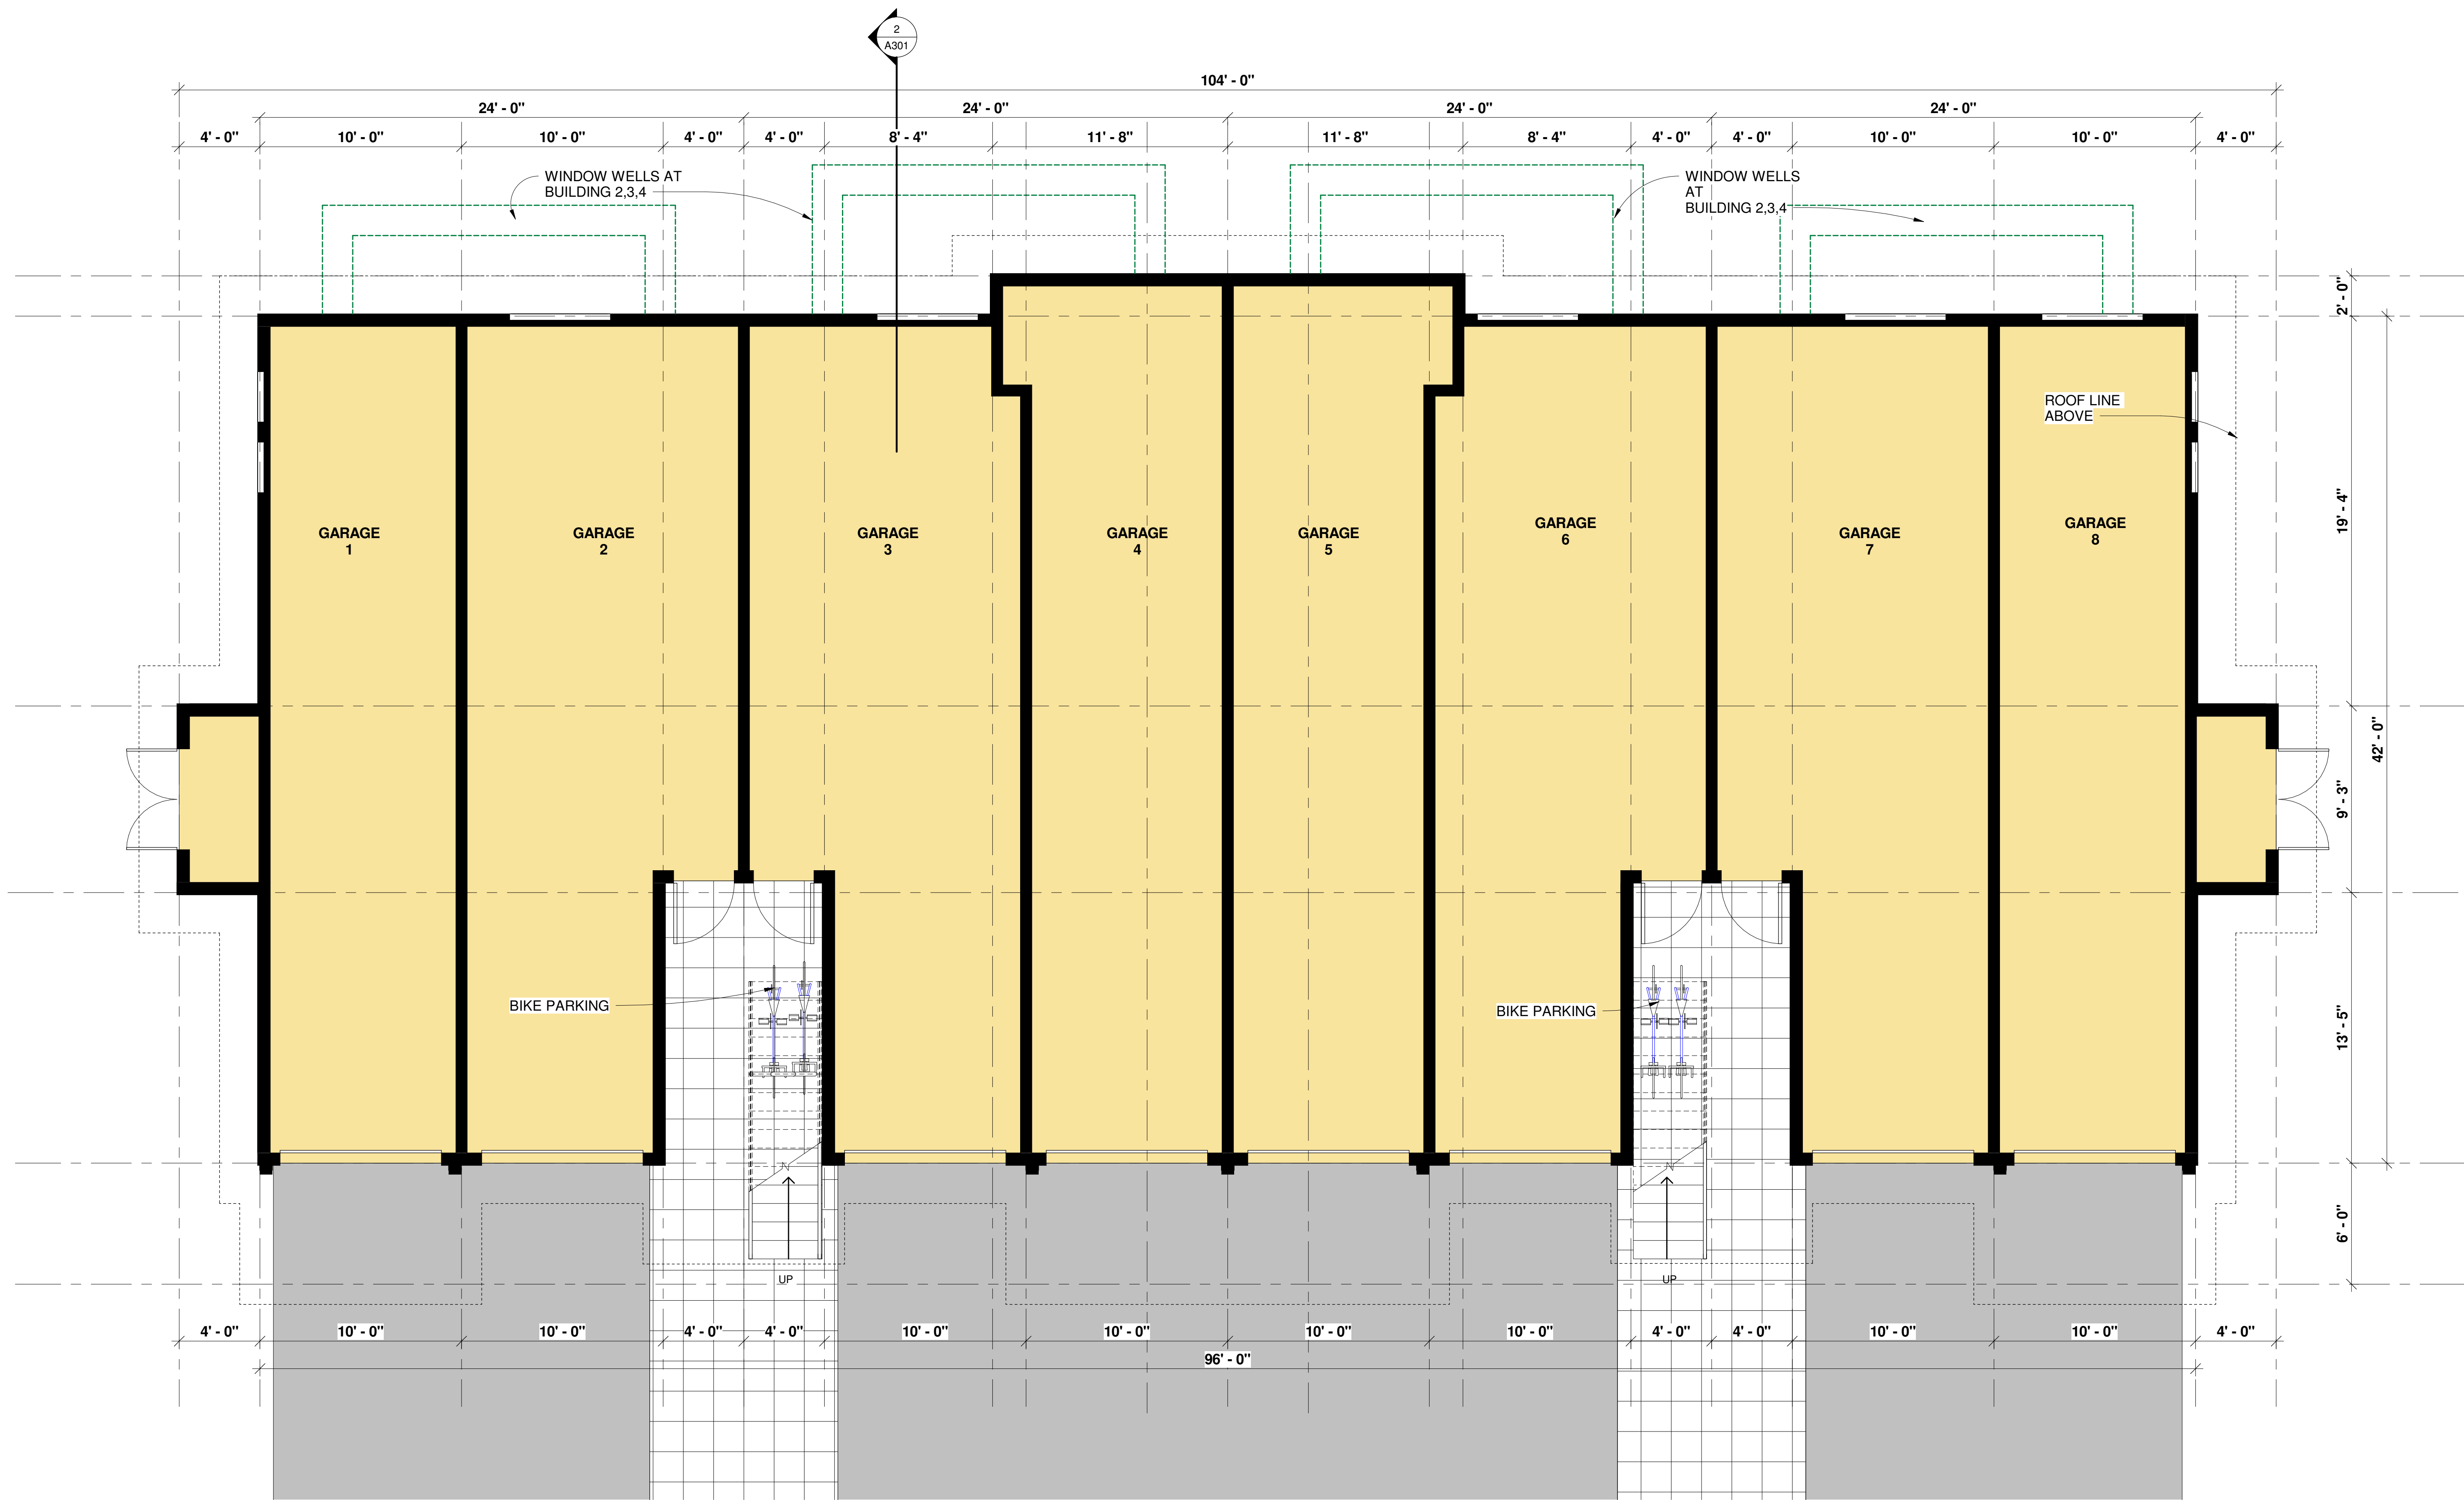 2
A301
104' - 0"
24' - 0"
24' - 0"
24' - 0"
24' - 0"
4' - 0"
10' - 0"
10' - 0"
4' - 0"
4' - 0"
8' - 4"
11' - 8"
11' - 8"
8' - 4"
4' - 0"
4' - 0"
10' - 0"
10' - 0"
4' - 0"
WINDOW WELLS AT
BUILDING 2,3,4
WINDOW WELLS
AT
BUILDING 2,3,4
2' - 0"
ROOF LINE
ABOVE
19' - 4"
GARAGE
1
GARAGE
2
GARAGE
3
GARAGE
4
GARAGE
5
GARAGE
6
GARAGE
7
GARAGE
8
42' - 0"
9' - 3"
BIKE PARKING
BIKE PARKING
13' - 5"
N
N
6' - 0"
UP
UP
4' - 0"
10' - 0"
10' - 0"
4' - 0"
4' - 0"
10' - 0"
10' - 0"
10' - 0"
10' - 0"
4' - 0"
4' - 0"
10' - 0"
10' - 0"
4' - 0"
96' - 0"